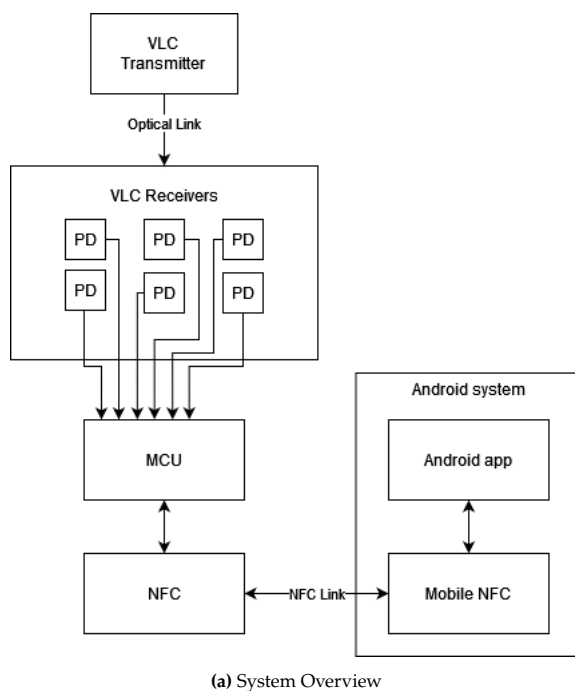 VLC
Transmitter
Optical Link
VLC Receivers
PD
PD
PD
PD
PD
PD
Android system
MCU
Android app
NFC
NFC Link
Mobile NFC
(a) System Overview